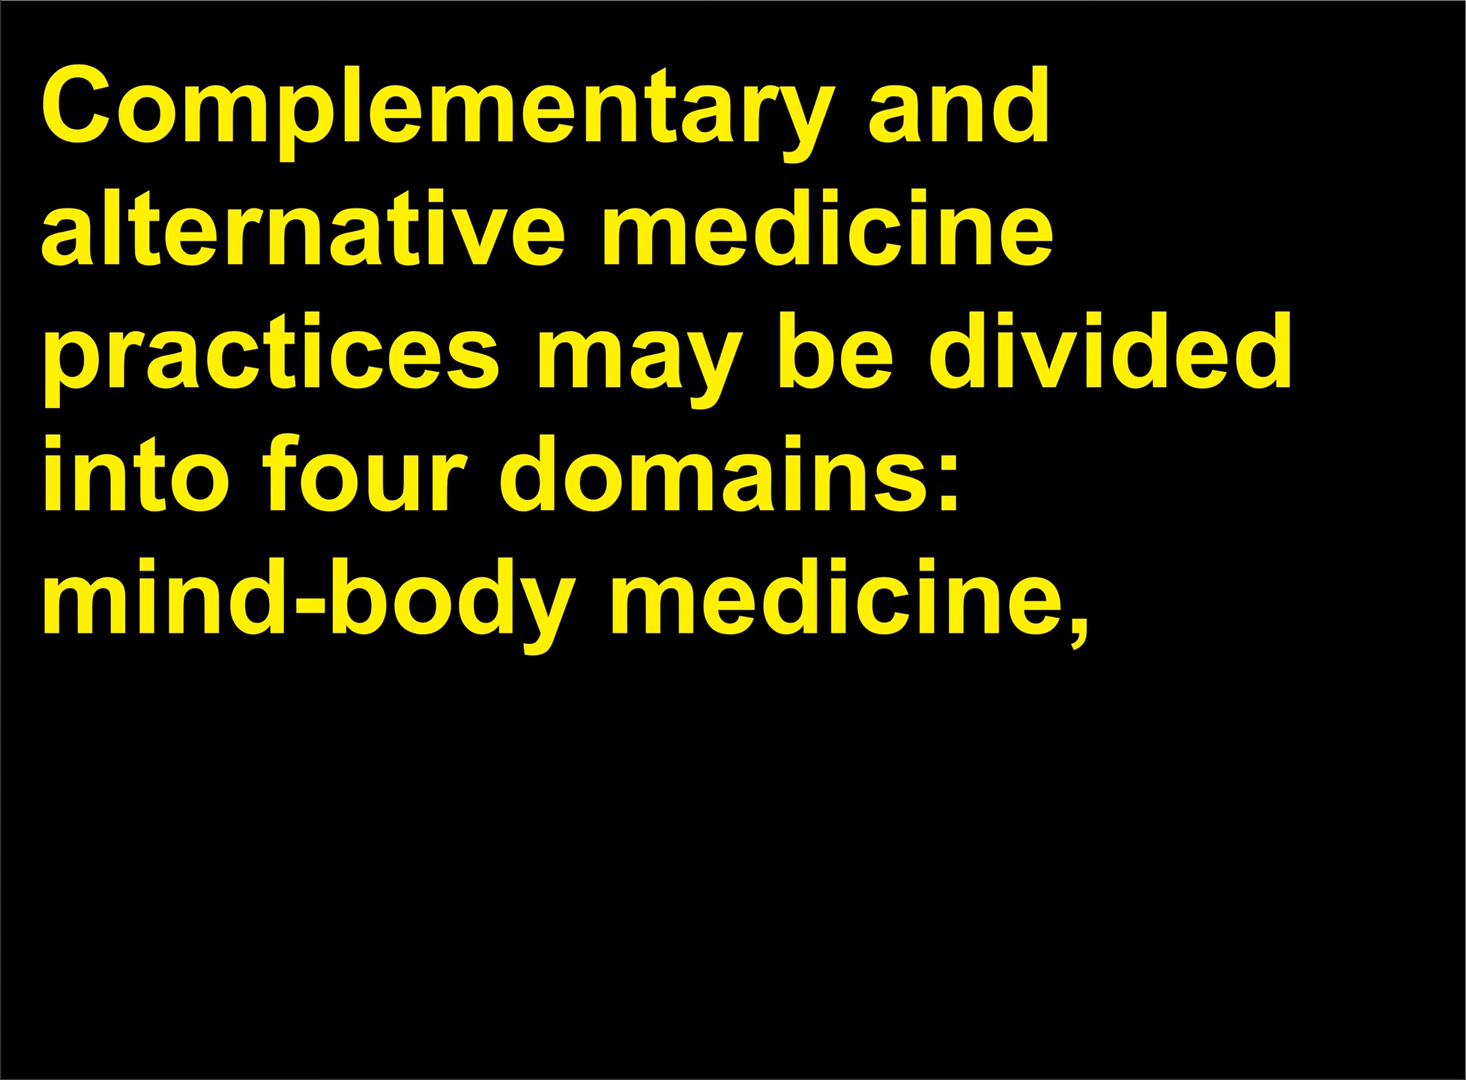 Complementary and
alternative medicine
practices may be divided
into four domains:
mind-body medicine,